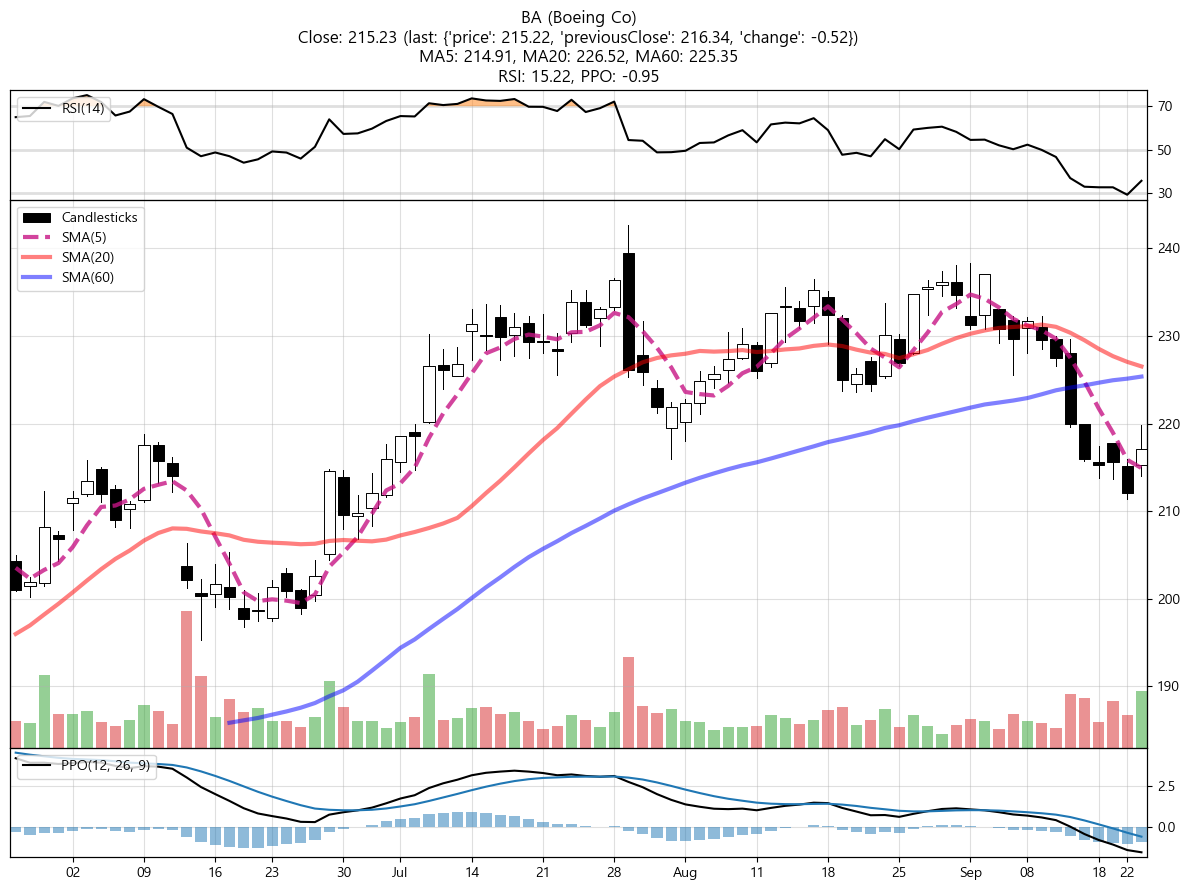 BA (Boeing Co)
Close: 215.23 (last: {'price': 215.22, 'previousClose': 216.34, 'change': -0.52})
MA5: 214.91, MA20: 226.52, MA60: 225.35
RSI: 15.22, PPO: -0.95
RSI(14)
70
50
30
Candlesticks
SMA(5)
SMA(20)
SMA(60)
240
230
220
210
200
190
PPO(12, 26, 9)
2.5
0.0
02 09 16 23 30 Jul 14 21 28 Aug 11 18 25 Sep 08 18 22